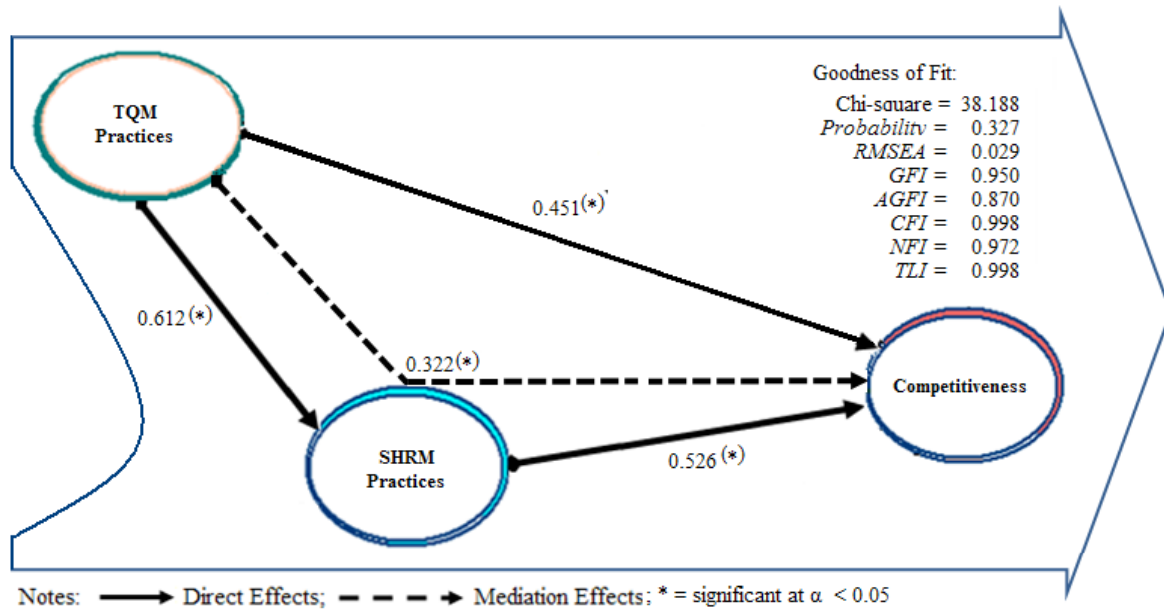 TQM
Practices
Goodness of Fit:
Chi-square = 38.188
Probability = 0.327
RMSEA = 0.029
GFI = 0.950
AGFI = 0.870
CFI = 0.998
NFI = 0.972
TLI = 0.998
0.451(*)
0.612(*)
0.322(*)
Competitiveness
SHRM
Practices
0.526(*)
Notes: Direct Effects; Mediation Effects; * = significant at α < 0.05